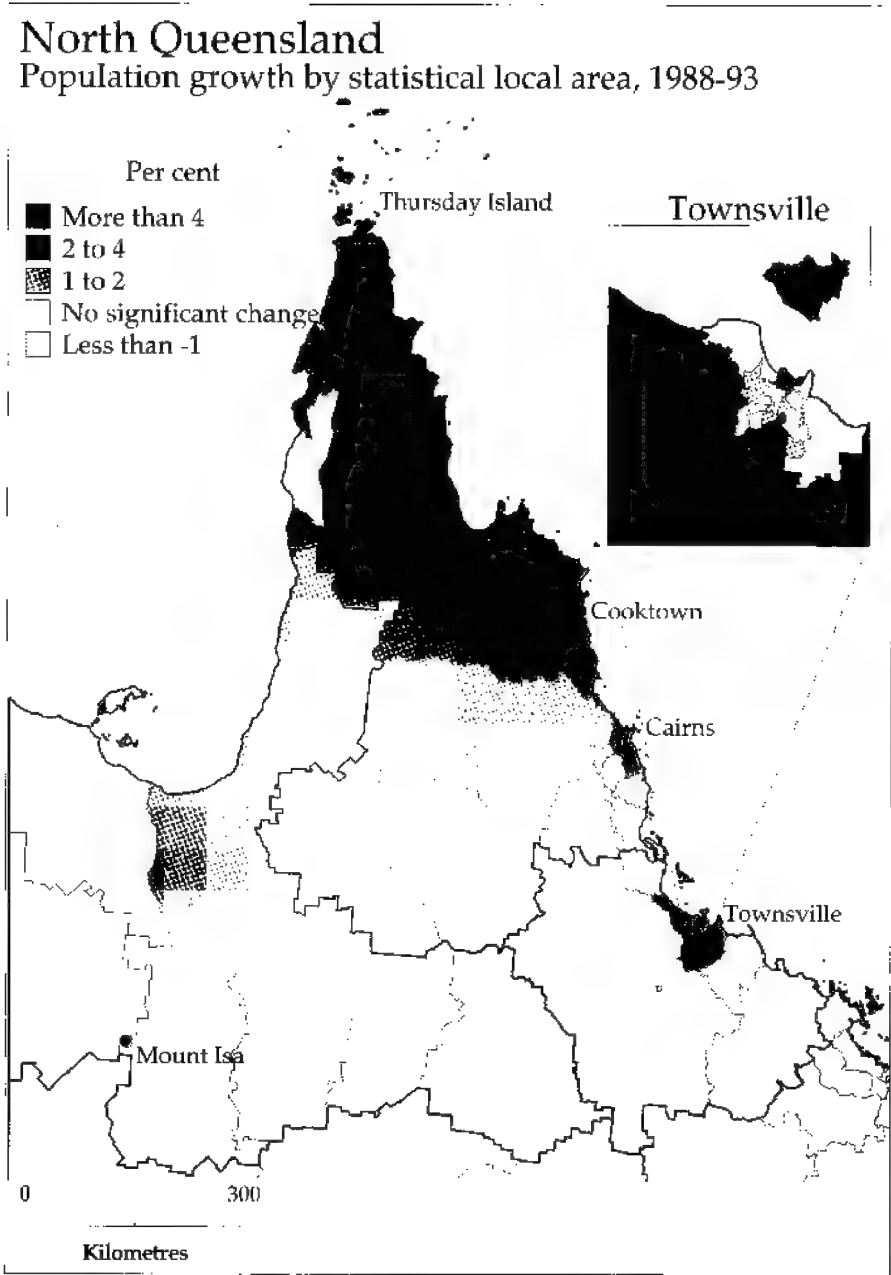 North Queensland
Population growth by statistical local area, 1988-93
Per cent
More than 4
2 to 4
1 to 2
No significant change
Less than -1
Thursday Island
Townsville
Cooktown
Cairns
Townsville
Mount Isa
0 300
Kilometres